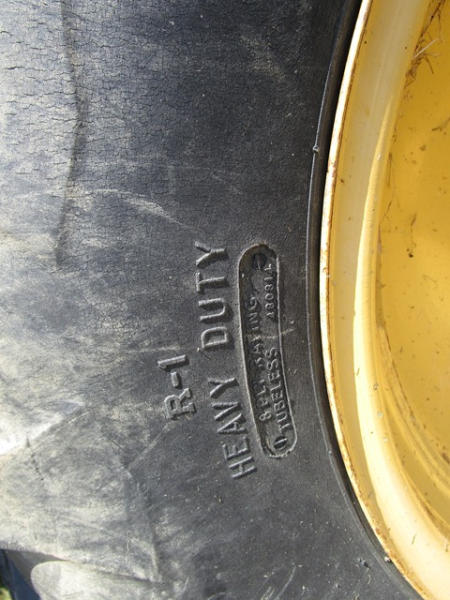 R-1
HEAVY DUTY
8 PLY RATING
TUBELESS